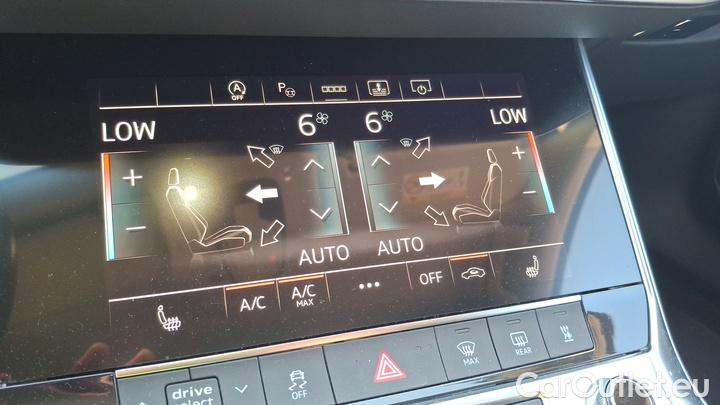 A
OFF
P
LOW 6 6 LOW
+ +
− −
AUTO AUTO
A/C A/C MAX ••• OFF
MAX REAR
drive select OFF
CarOutlet.eu